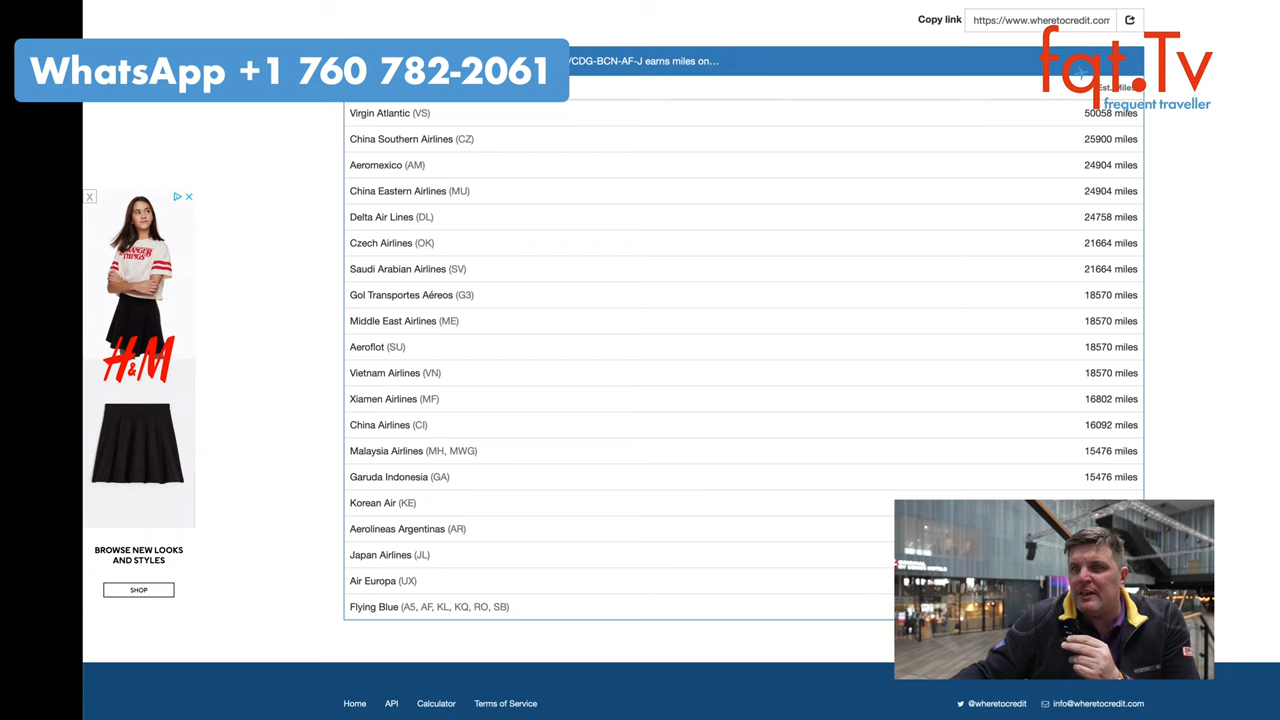 Copy link
https://www.wheretocredit.com
WhatsApp +1 760 782-2061
/CDG-BCN-AF-J earns miles on...
fqt.Tv
frequent traveller
Est. Miles
Virgin Atlantic (VS) 50058 miles
China Southern Airlines (CZ) 25900 miles
Aeromexico (AM) 24904 miles
China Eastern Airlines (MU) 24904 miles
Delta Air Lines (DL) 24758 miles
Czech Airlines (OK) 21664 miles
Saudi Arabian Airlines (SV) 21664 miles
Gol Transportes Aéreos (G3) 18570 miles
Middle East Airlines (ME) 18570 miles
Aeroflot (SU) 18570 miles
Vietnam Airlines (VN) 18570 miles
Xiamen Airlines (MF) 16802 miles
China Airlines (CI) 16092 miles
Malaysia Airlines (MH, MWG) 15476 miles
Garuda Indonesia (GA) 15476 miles
Korean Air (KE)
Aerolineas Argentinas (AR)
Japan Airlines (JL)
Air Europa (UX)
Flying Blue (A5, AF, KL, KQ, RO, SB)
X
STRANGER
THINGS
H&M
BROWSE NEW LOOKS
AND STYLES
SHOP
Home API Calculator Terms of Service
@wheretocredit info@wheretocredit.com